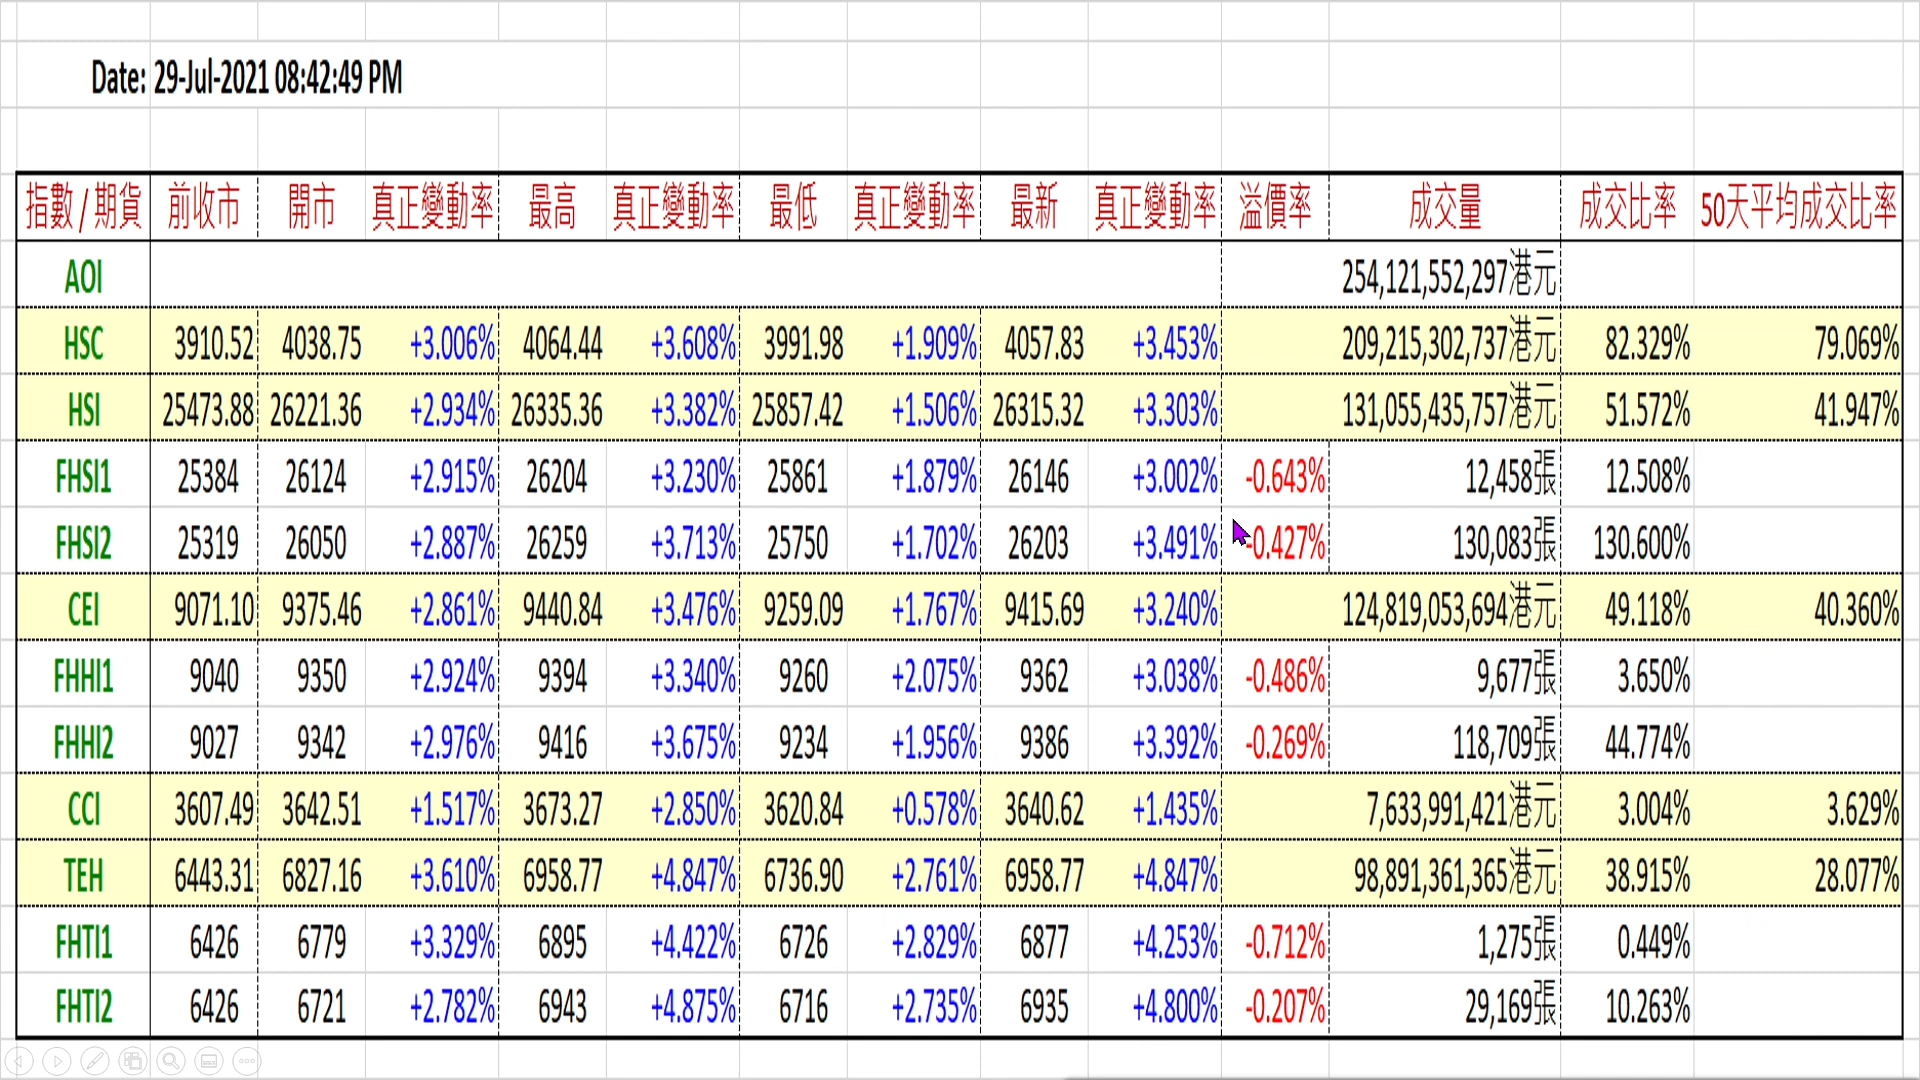 Date: 29-Jul-2021 08:42:49 PM
指數 / 期貨 前收市 開市 真正變動率 最高 真正變動率 最低 真正變動率 最新 真正變動率 溢價率 成交量 成交比率 50天平均成交比率
AOI 254,121,552,297港元
HSC 3910.52 4038.75 +3.006% 4064.44 +3.608% 3991.98 +1.909% 4057.83 +3.453% 209,215,302,737港元 82.329% 79.069%
HSI 25473.88 26221.36 +2.934% 26335.36 +3.382% 25857.42 +1.506% 26315.32 +3.303% 131,055,435,757港元 51.572% 41.947%
FHSI1 25384 26124 +2.915% 26204 +3.230% 25861 +1.879% 26146 +3.002% -0.643% 12,458張 12.508%
FHSI2 25319 26050 +2.887% 26259 +3.713% 25750 +1.702% 26203 +3.491% -0.427% 130,083張 130.600%
CEI 9071.10 9375.46 +2.861% 9440.84 +3.476% 9259.09 +1.767% 9415.69 +3.240% 124,819,053,694港元 49.118% 40.360%
FHHI1 9040 9350 +2.924% 9394 +3.340% 9260 +2.075% 9362 +3.038% -0.486% 9,677張 3.650%
FHHI2 9027 9342 +2.976% 9416 +3.675% 9234 +1.956% 9386 +3.392% -0.269% 118,709張 44.774%
CCI 3607.49 3642.51 +1.517% 3673.27 +2.850% 3620.84 +0.578% 3640.62 +1.435% 7,633,991,421港元 3.004% 3.629%
TEH 6443.31 6827.16 +3.610% 6958.77 +4.847% 6736.90 +2.761% 6958.77 +4.847% 98,891,361,365港元 38.915% 28.077%
FHTI1 6426 6779 +3.329% 6895 +4.422% 6726 +2.829% 6877 +4.253% -0.712% 1,275張 0.449%
FHTI2 6426 6721 +2.782% 6943 +4.875% 6716 +2.735% 6935 +4.800% -0.207% 29,169張 10.263%